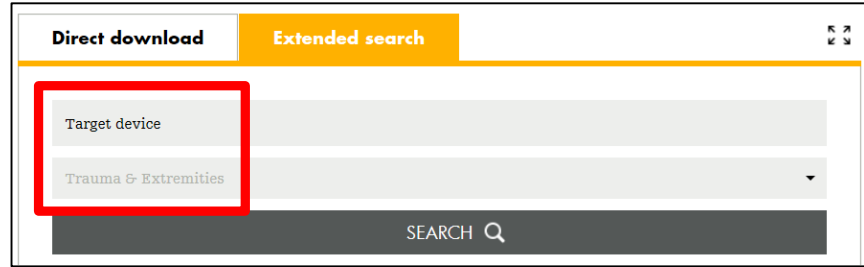 Direct download Extended search
Target device
Trauma & Extremities
SEARCH